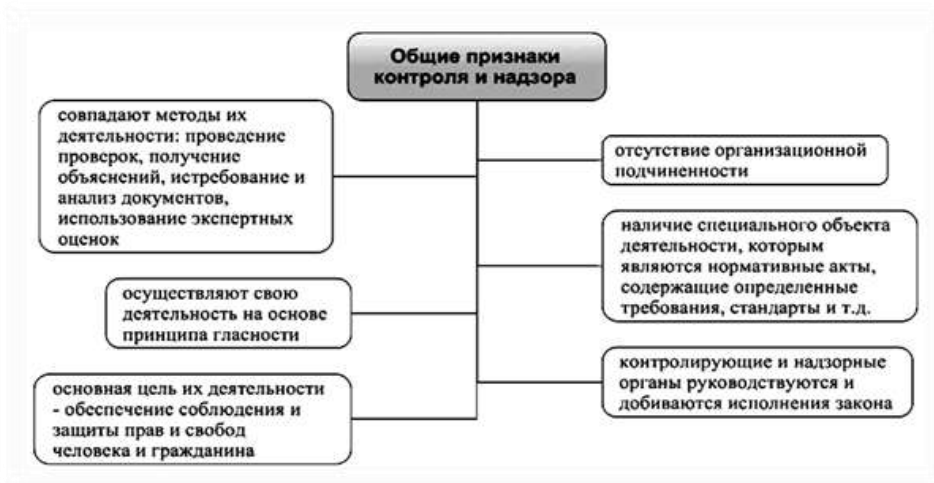 Общие признаки
контроля и надзора
совпадают методы их
деятельности: проведение
проверок, получение
объяснений, истребование и
анализ документов,
использование экспертных
оценок
отсутствие организационной
подчиненности
наличие специального объекта
деятельности, которым
являются нормативные акты,
содержащие определенные
требования, стандарты и т.д.
осуществляют свою
деятельность на основе
принципа гласности
контролирующие и надзорные
органы руководствуются и
добиваются исполнения закона
основная цель их деятельности
- обеспечение соблюдения и
защиты прав и свобод
человека и гражданина